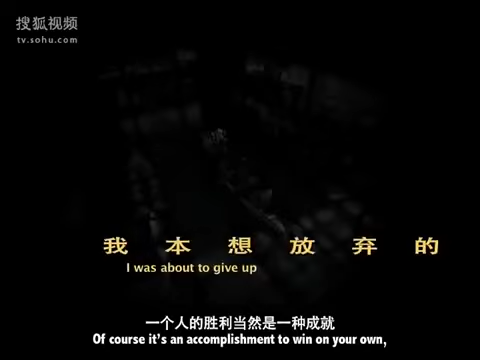 搜狐视频
tv.sohu.com
我本想放弃的
I was about to give up
一个人的胜利当然是一种成就
Of course it's an accomplishment to win on your own,